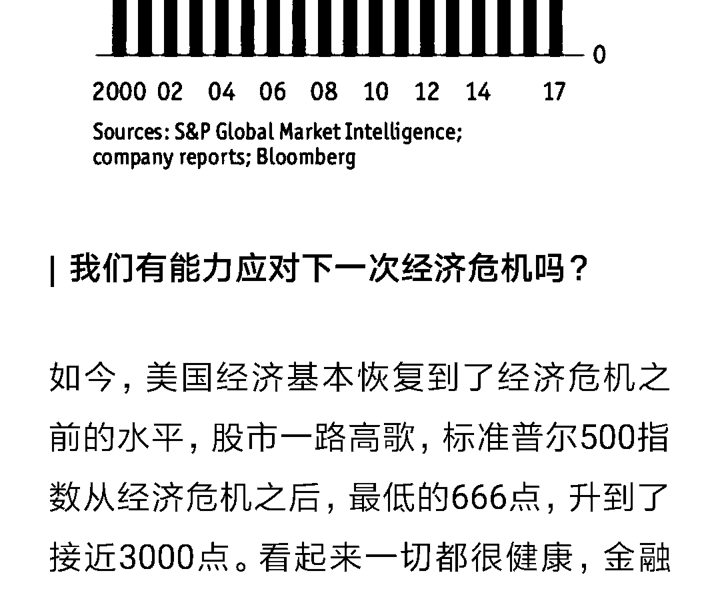 0
2000 02 04 06 08 10 12 14 17
Sources: S&P Global Market Intelligence;
company reports; Bloomberg
| 我们有能力应对下一次经济危机吗？
如今，美国经济基本恢复到了经济危机之
前的水平，股市一路高歌，标准普尔500指
数从经济危机之后，最低的666点，升到了
接近3000点。看起来一切都很健康，金融